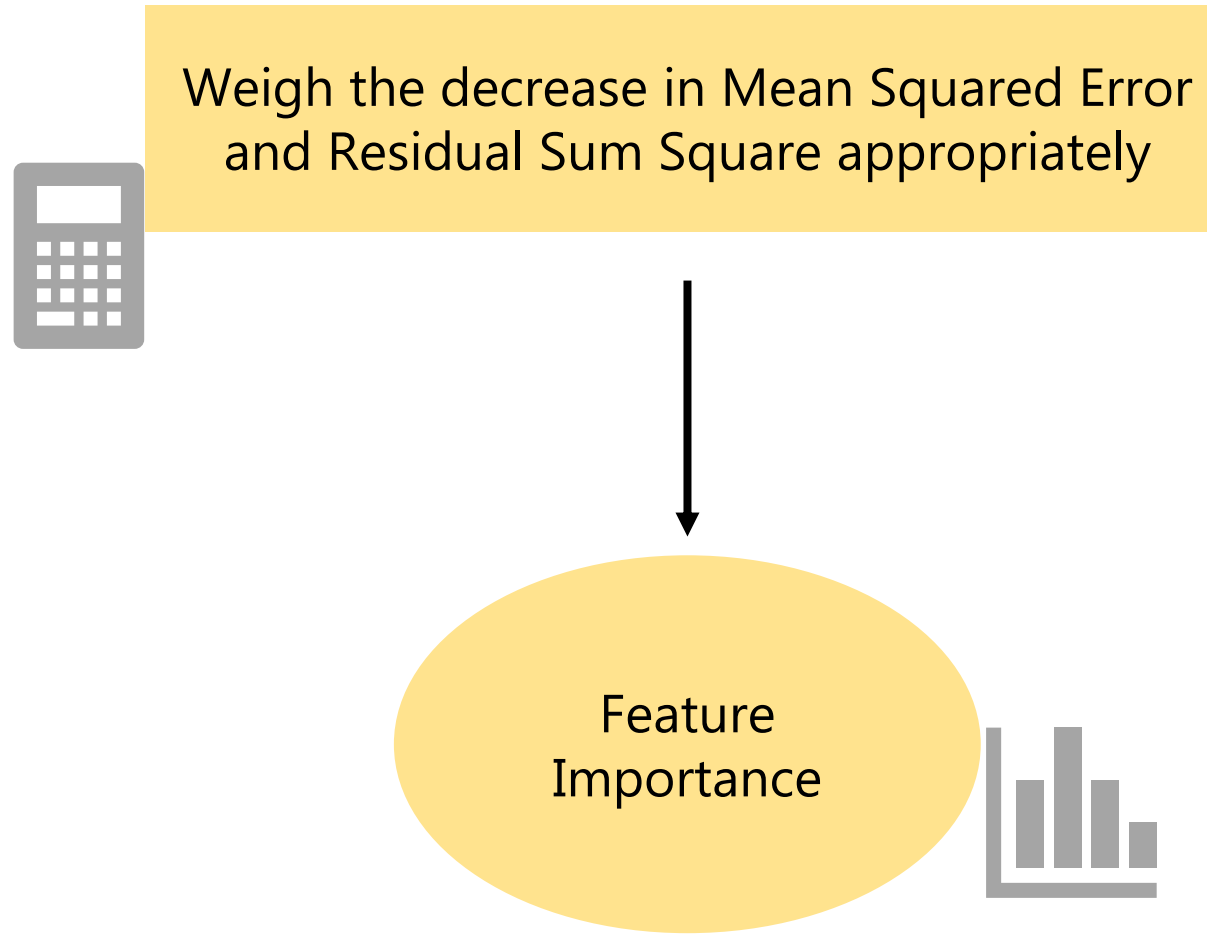 Weigh the decrease in Mean Squared Error
and Residual Sum Square appropriately
Feature
Importance